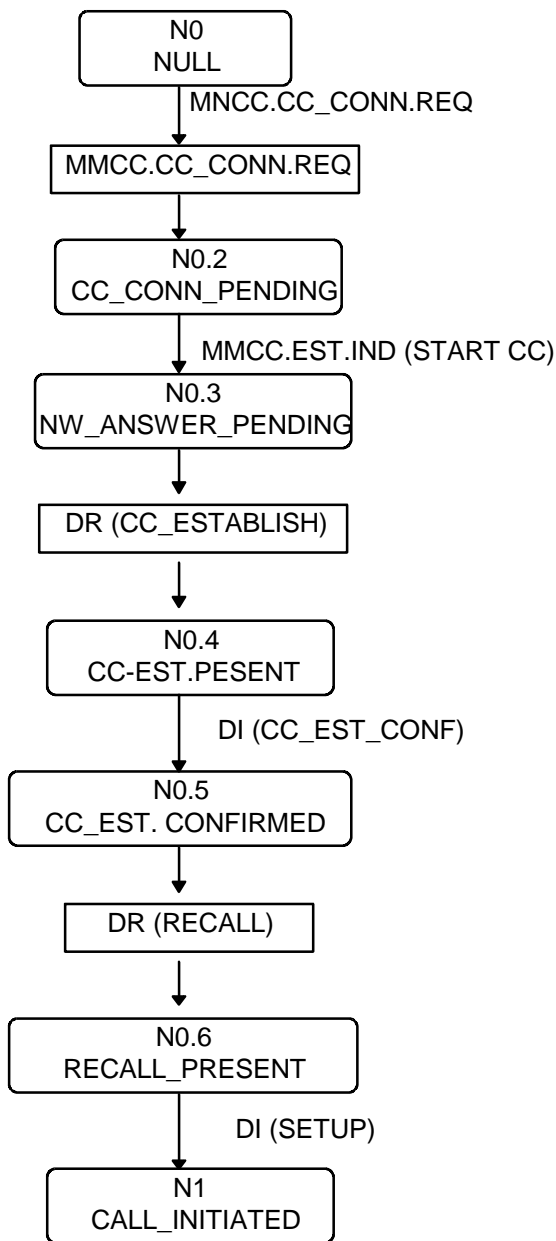 N0
NULL
MNCC.CC_CONN.REQ
MMCC.CC_CONN.REQ
N0.2
CC_CONN_PENDING
MMCC.EST.IND (START CC)
N0.3
NW_ANSWER_PENDING
DR (CC_ESTABLISH)
N0.4
CC-EST.PESENT
DI (CC_EST_CONF)
N0.5
CC_EST. CONFIRMED
DR (RECALL)
N0.6
RECALL_PRESENT
DI (SETUP)
N1
CALL_INITIATED